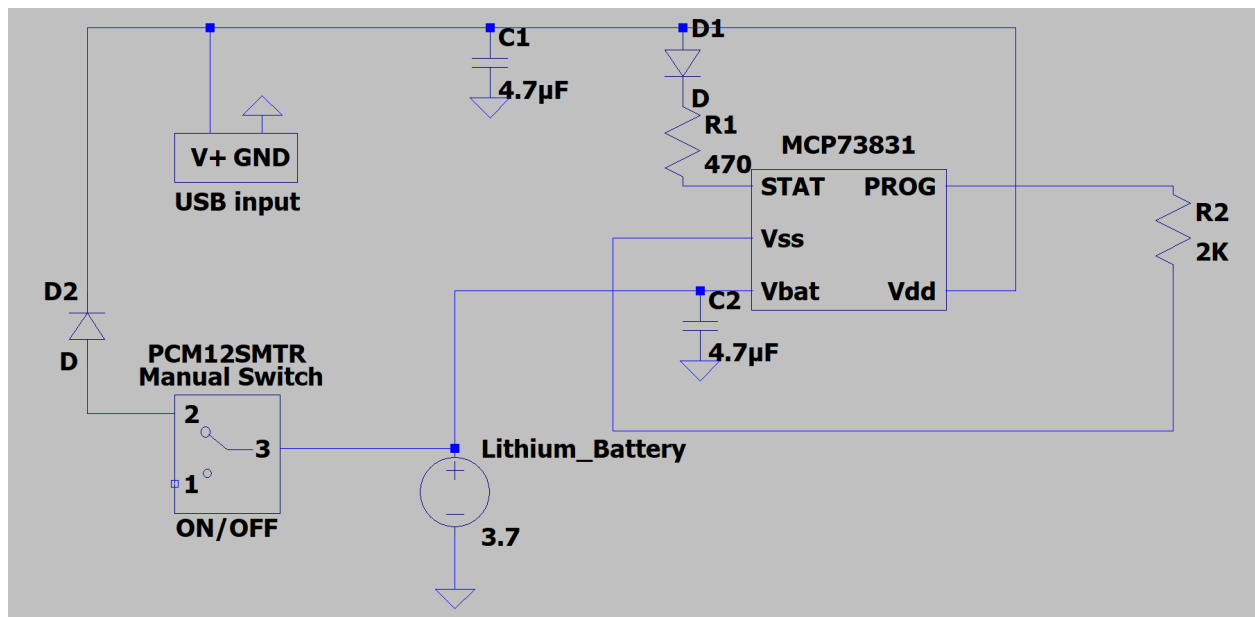 D1
C1
4.7µF
D
R1
470
V+ GND
USB input
MCP73831
STAT PROG
Vss
Vbat Vdd
R2
2K
C2
4.7µF
D2
D
PCM12SMTR
Manual Switch
2
3
1
ON/OFF
Lithium_Battery
3.7